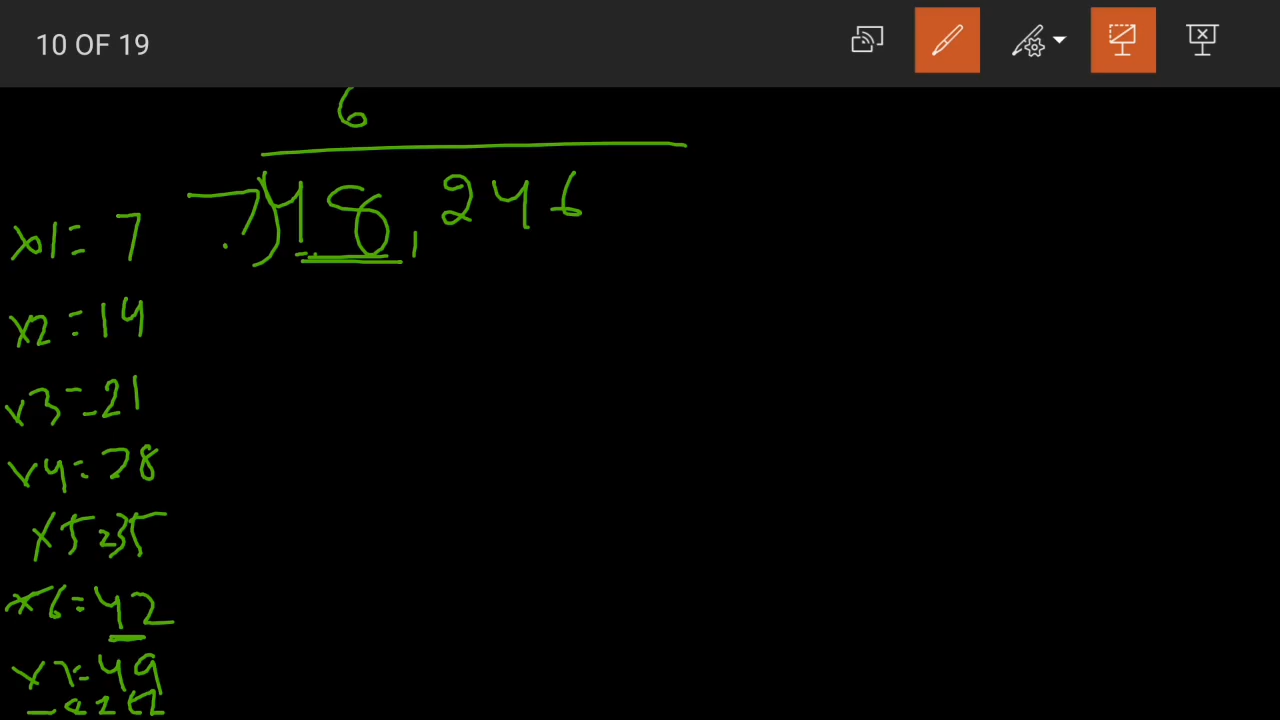 10 OF 19
6
7)48,246
x1=7
x2=14
x3=21
x4=28
x5=35
x6=42
x7=49